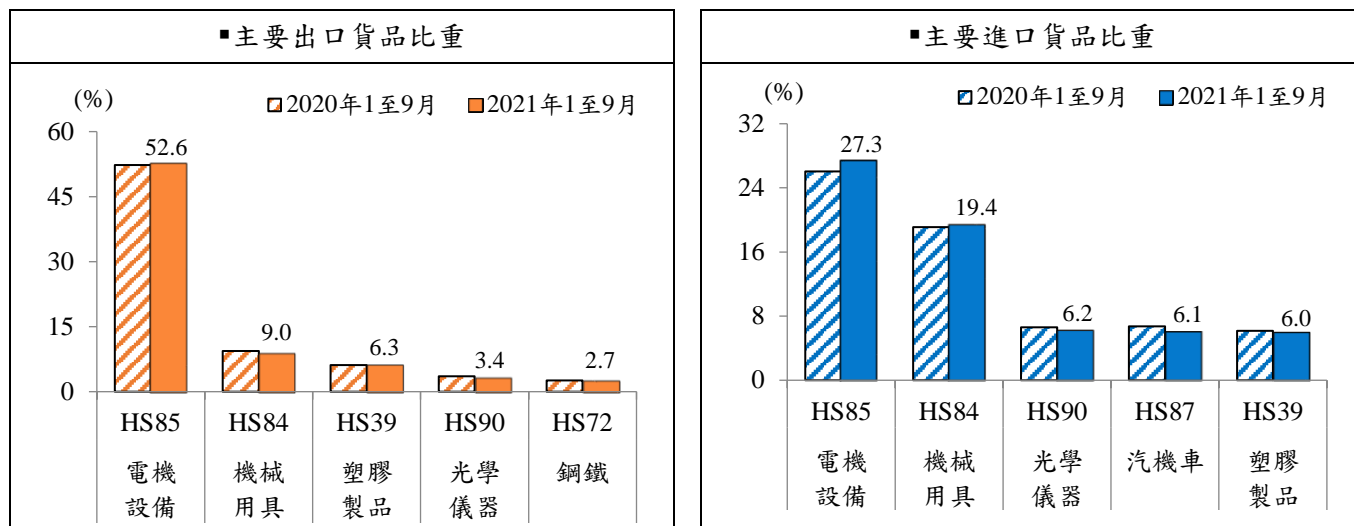 ▪主要出口貨品比重
(%)
2020年1至9月 2021年1至9月
60
45
30
15
0
52.6
9.0
6.3
3.4
2.7
HS85 HS84 HS39 HS90 HS72
電機 機械 塑膠 光學 鋼鐵
設備 用具 製品 儀器
▪主要進口貨品比重
(%)
2020年1至9月 2021年1至9月
32
24
16
8
0
27.3
19.4
6.2
6.1
6.0
HS85 HS84 HS90 HS87 HS39
電機 機械 光學 汽機車 塑膠
設備 用具 儀器 製品